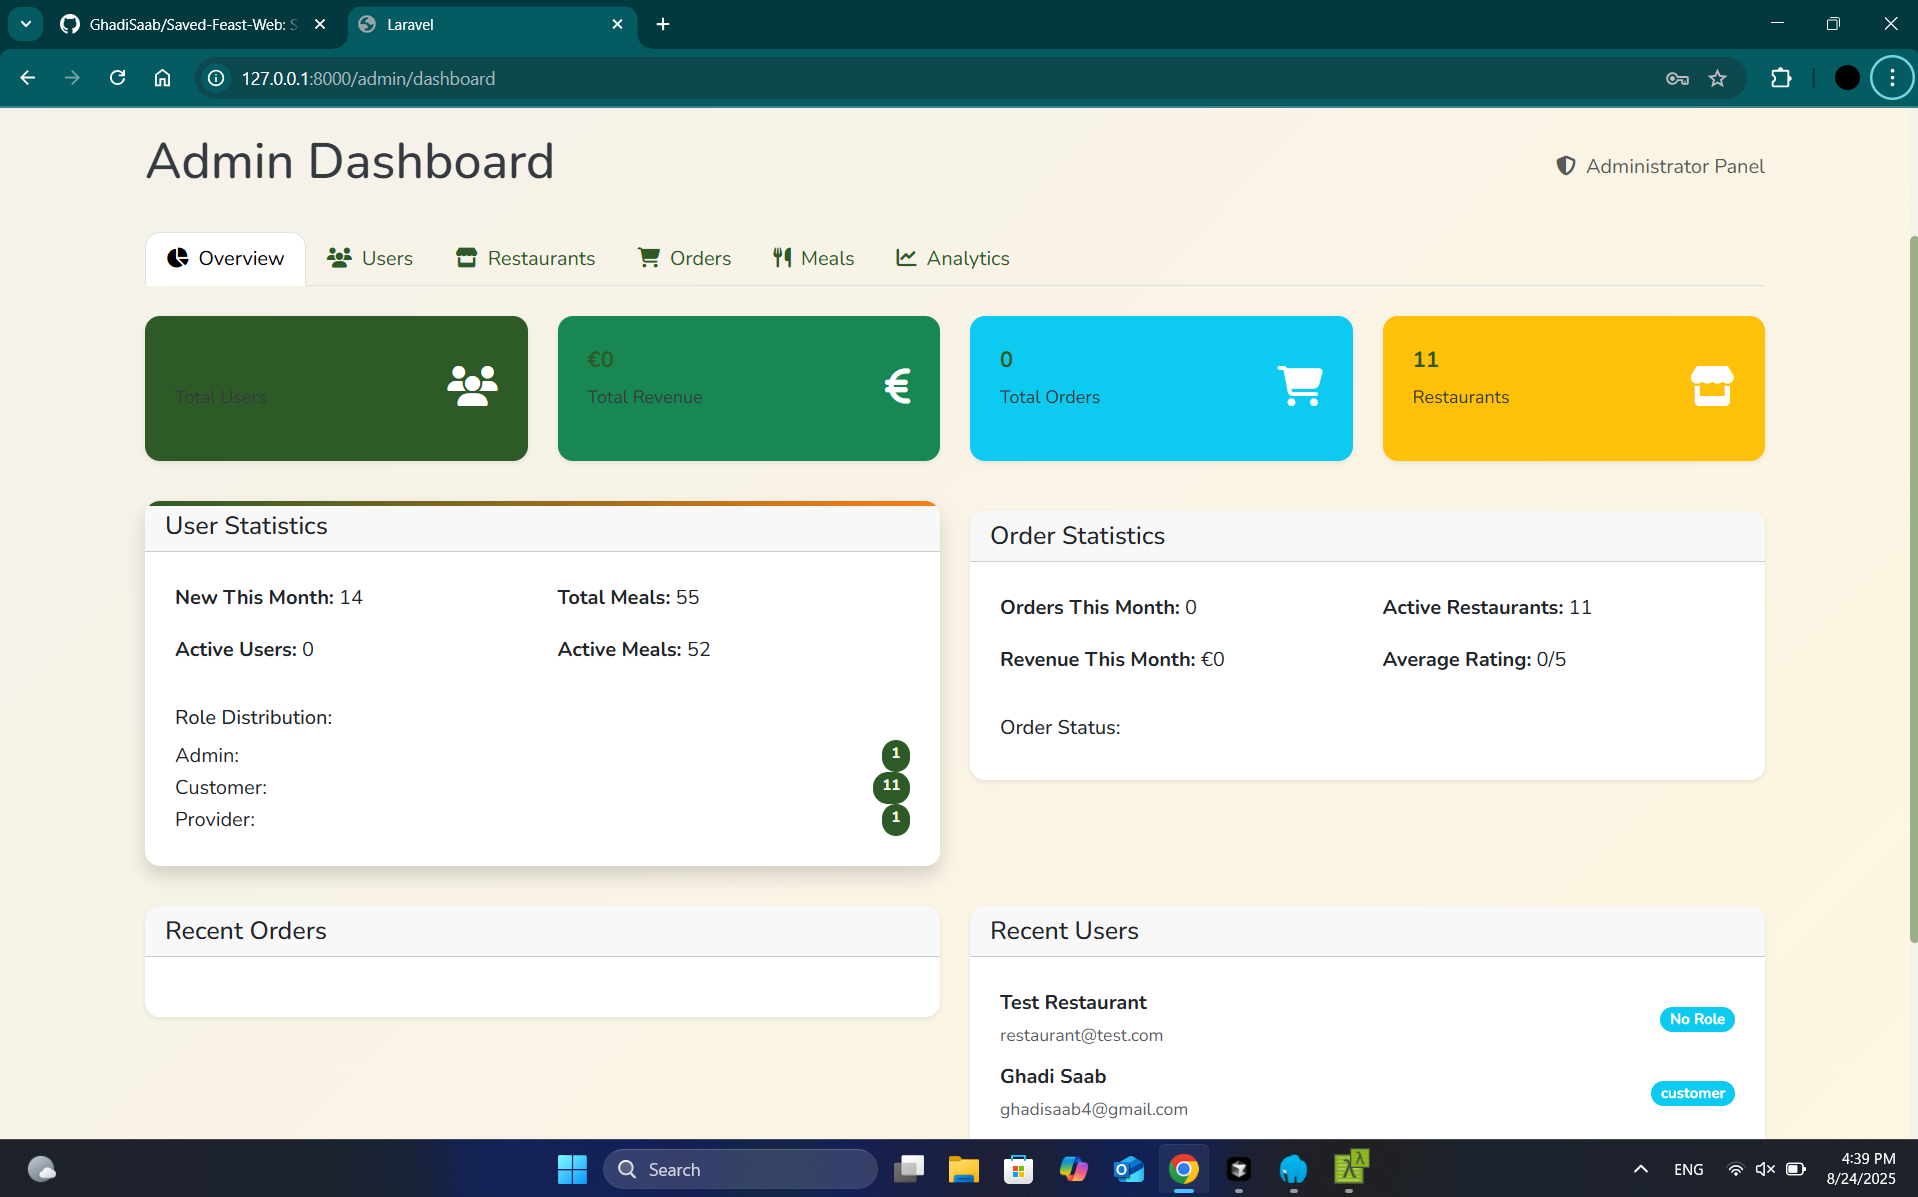 GhadiSaab/Saved-Feast-Web: S
Laravel
127.0.0.1:8000/admin/dashboard
Admin Dashboard
Administrator Panel
Overview
Users
Restaurants
Orders
Meals
Analytics
Total Users
€0
Total Revenue
0
Total Orders
11
Restaurants
User Statistics
New This Month: 14
Total Meals: 55
Active Users: 0
Active Meals: 52
Role Distribution:
Admin: 1
Customer: 11
Provider: 1
Order Statistics
Orders This Month: 0
Active Restaurants: 11
Revenue This Month: €0
Average Rating: 0/5
Order Status:
Recent Orders
Recent Users
Test Restaurant
restaurant@test.com
No Role
Ghadi Saab
ghadisaab4@gmail.com
customer
Search
ENG
4:39 PM
8/24/2025